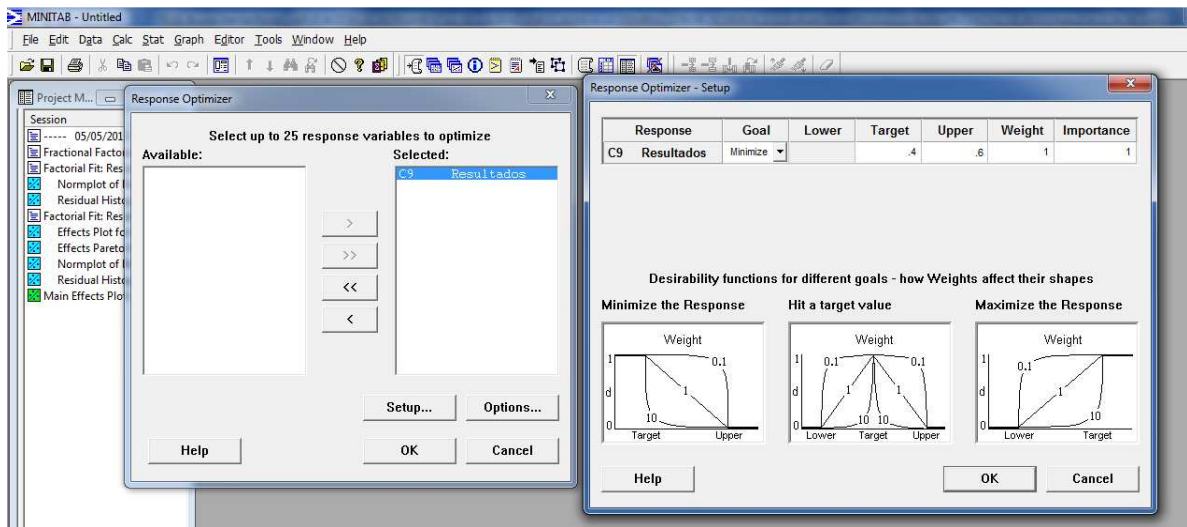 MINITAB - Untitled
File Edit Data Calc Stat Graph Editor Tools Window Help
Project M...
Session
----- 05/05/201
Fractional Facto
Factorial Fit: Res
Normplot of
Residual Histo
Factorial Fit: Res
Effects Plot fo
Effects Pareto
Normplot of
Residual Histo
Main Effects Plo
Response Optimizer
Select up to 25 response variables to optimize
Available:
Selected:
C9 Resultados
>
>>
<<
<
Setup...
Options...
Help
OK
Cancel
Response Optimizer - Setup
Response Goal Lower Target Upper Weight Importance
C9 Resultados Minimize .4 .6 1 1
Desirability functions for different goals - how Weights affect their shapes
Minimize the Response
Weight
1
0.1
d
1
10
0
Target Upper
Hit a target value
Weight
1
0.1 0.1
d
1 1
10 10
0
Lower Target Upper
Maximize the Response
Weight
1
0.1
d
1
10
0
Lower Target
Help
OK
Cancel